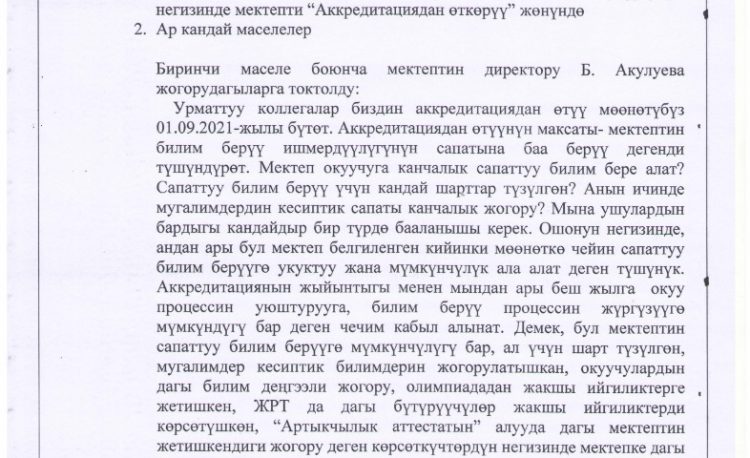 негизинде мектепти “Аккредитациядан өткөрүү” жөнүндө
2. Ар кандай маселелер
Биринчи маселе боюнча мектептин директору Б. Акулуева
жогорудагыларга токтолду:
Урматтуу коллегалар биздин аккредитациядан өтүү мөөнөтүбүз
01.09.2021-жылы бүтөт. Аккредитациядан өтүүнүн максаты- мектептин
билим берүү ишмердүүлүгүнүн сапатына баа берүү дегенди
түшүндүрөт. Мектеп окуучуга канчалык сапаттуу билим бере алат?
Сапаттуу билим берүү үчүн кандай шарттар түзүлгөн? Анын ичинде
мугалимдердин кесиптик сапаты канчалык жогору? Мына ушулардын
бардыгы кандайдыр бир түрдө бааланышы керек. Ошонун негизинде,
андан ары бул мектеп белгиленген кийинки мөөнөткө чейин сапаттуу
билим берүүгө укуктуу жана мүмкүнчүлүк ала алат деген түшүнүк.
Аккредитациянын жыйынтыгы менен мындан ары беш жылга окуу
процессин уюштурууга, билим берүү процессин жүргүзүүгө
мүмкүндүгү бар деген чечим кабыл алынат. Демек, бул мектептин
сапаттуу билим берүүгө мүмкүнчүлүгү бар, ал үчүн шарт түзүлгөн,
мугалимдер кесиптик билимдерин жогорулатышкан, окуучулардын
дагы билим деңгээли жогору, олимпиададан жакшы ийгиликтерге
жетишкен, ЖРТ да дагы бүтүрүүчүлөр жакшы ийгиликтерди
көрсөтүшкөн, “Артыкчылык аттестатын” алууда дагы мектептин
жетишкендиги жогору деген көрсөткүчтөрдүн негизинде мектепке дагы